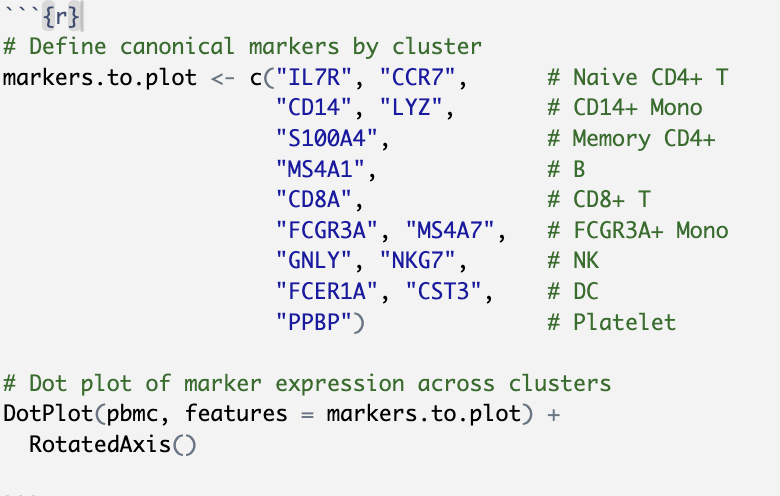 ```{r}
# Define canonical markers by cluster
markers.to.plot <- c("IL7R", "CCR7",      # Naive CD4+ T
                     "CD14", "LYZ",       # CD14+ Mono
                     "S100A4",            # Memory CD4+
                     "MS4A1",             # B
                     "CD8A",              # CD8+ T
                     "FCGR3A", "MS4A7",   # FCGR3A+ Mono
                     "GNLY", "NKG7",      # NK
                     "FCER1A", "CST3",    # DC
                     "PPBP")              # Platelet

# Dot plot of marker expression across clusters
DotPlot(pbmc, features = markers.to.plot) +
  RotatedAxis()

```